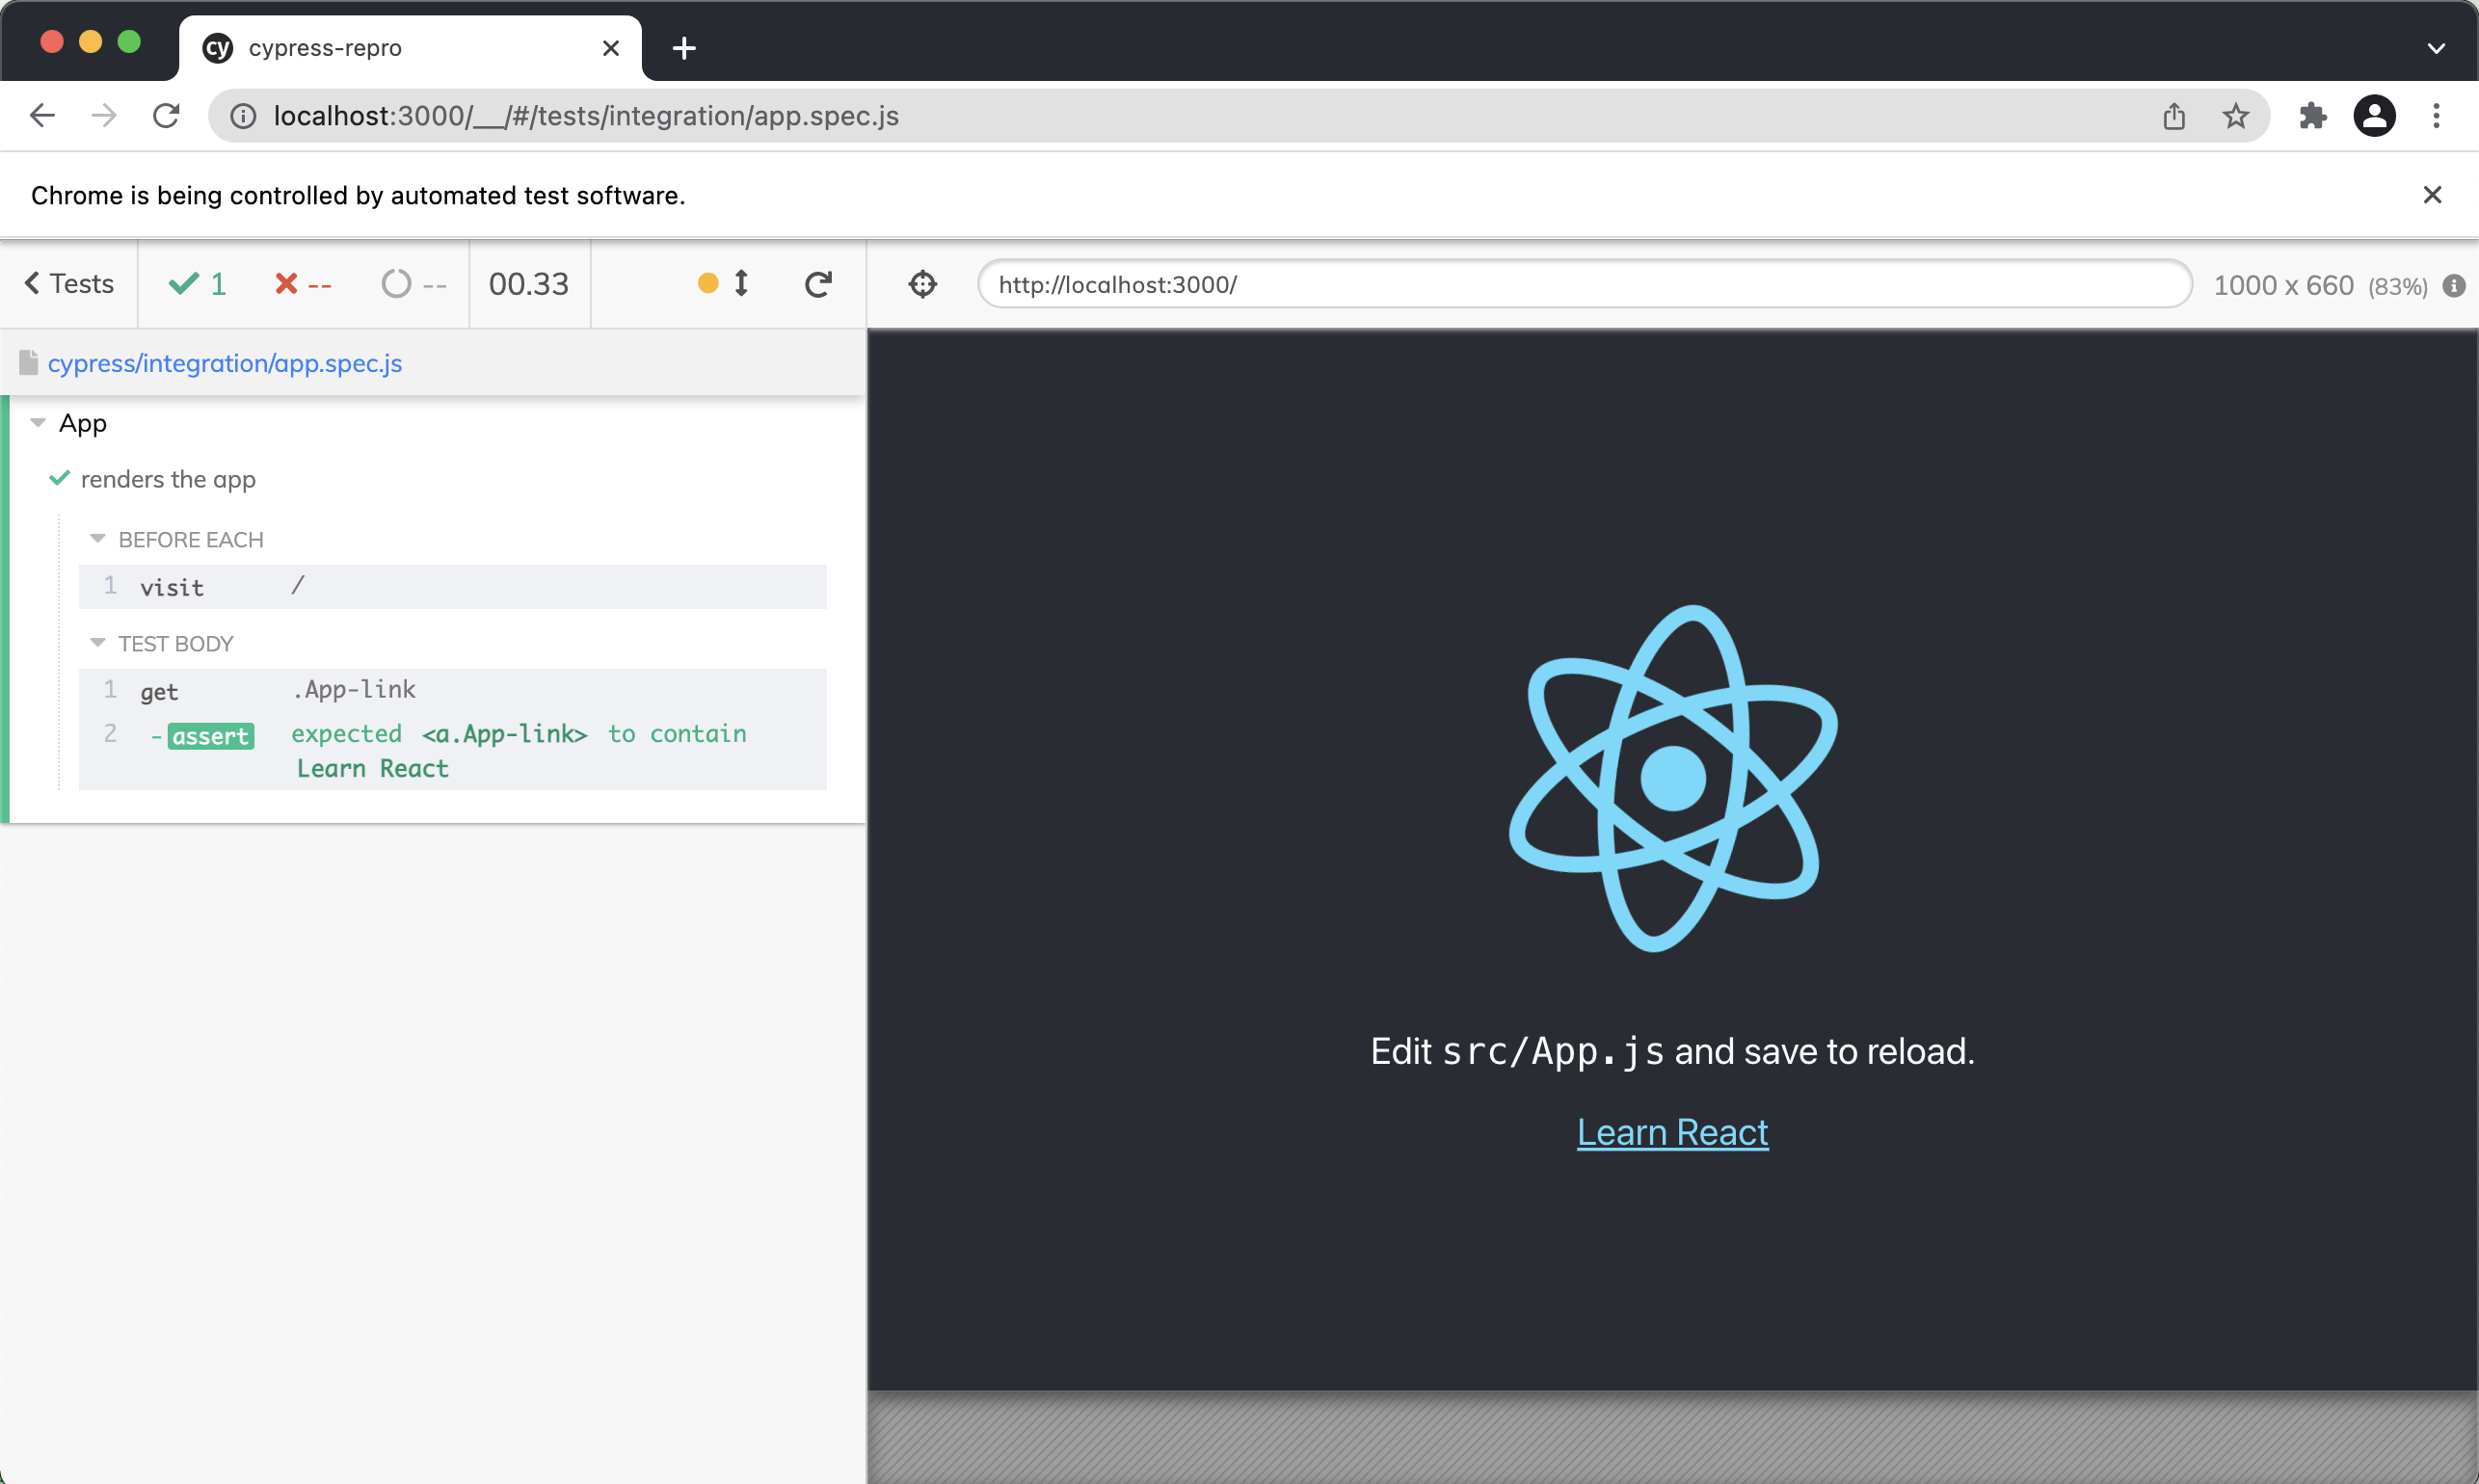 cy cypress-repro
localhost:3000/__/#/tests/integration/app.spec.js
Chrome is being controlled by automated test software.
Tests 1 -- -- 00.33
http://localhost:3000/ 1000 x 660 (83%)
cypress/integration/app.spec.js
App
renders the app
BEFORE EACH
1 visit /
TEST BODY
1 get .App-link
2 -assert expected <a.App-link> to contain
Learn React
Edit src/App.js and save to reload.
Learn React